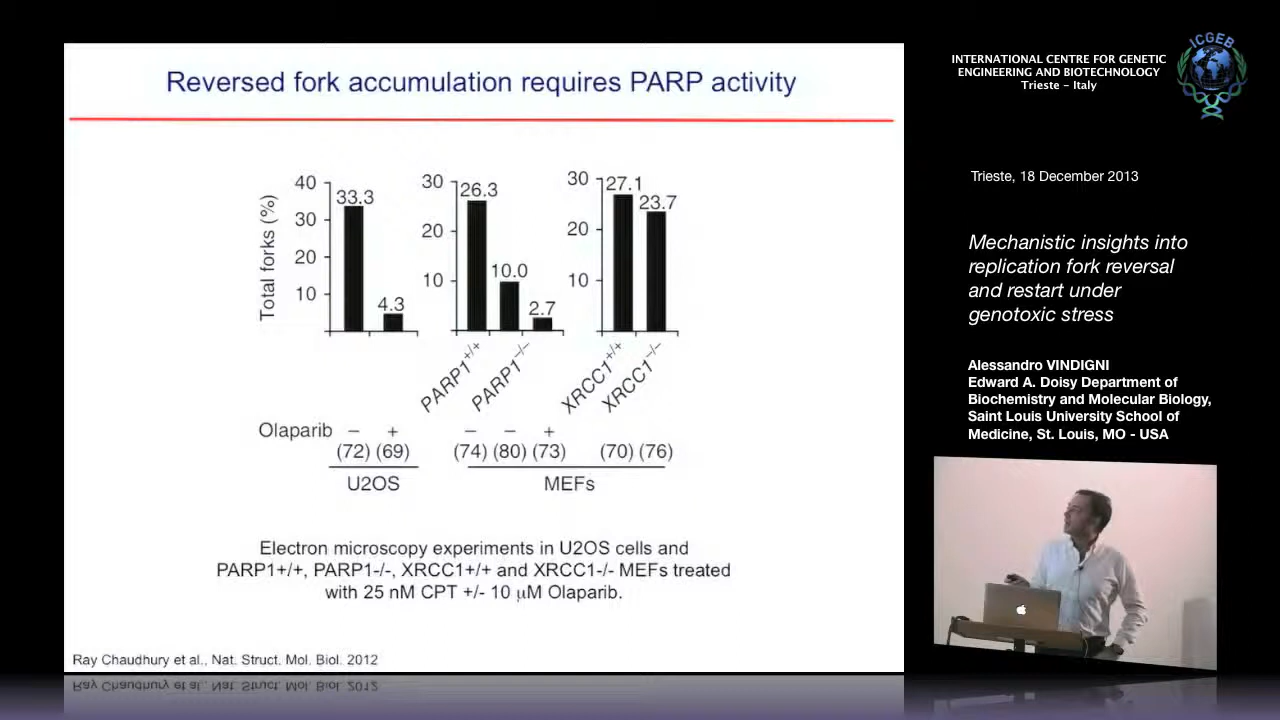 Reversed fork accumulation requires PARP activity
Total forks (%)
40
30
20
10
33.3
4.3
30
20
10
26.3
10.0
2.7
30
20
10
27.1
23.7
PARP1+/+
PARP1–/–
XRCC1+/+
XRCC1–/–
Olaparib – + – – +
(72) (69) (74) (80) (73) (70) (76)
U2OS MEFs
Electron microscopy experiments in U2OS cells and
PARP1+/+, PARP1-/-, XRCC1+/+ and XRCC1-/- MEFs treated
with 25 nM CPT +/- 10 μM Olaparib.
Ray Chaudhury et al., Nat. Struct. Mol. Biol. 2012
INTERNATIONAL CENTRE FOR GENETIC
ENGINEERING AND BIOTECHNOLOGY
Trieste - Italy
ICGEB
Trieste, 18 December 2013
Mechanistic insights into
replication fork reversal
and restart under
genotoxic stress
Alessandro VINDIGNI
Edward A. Doisy Department of
Biochemistry and Molecular Biology,
Saint Louis University School of
Medicine, St. Louis, MO - USA